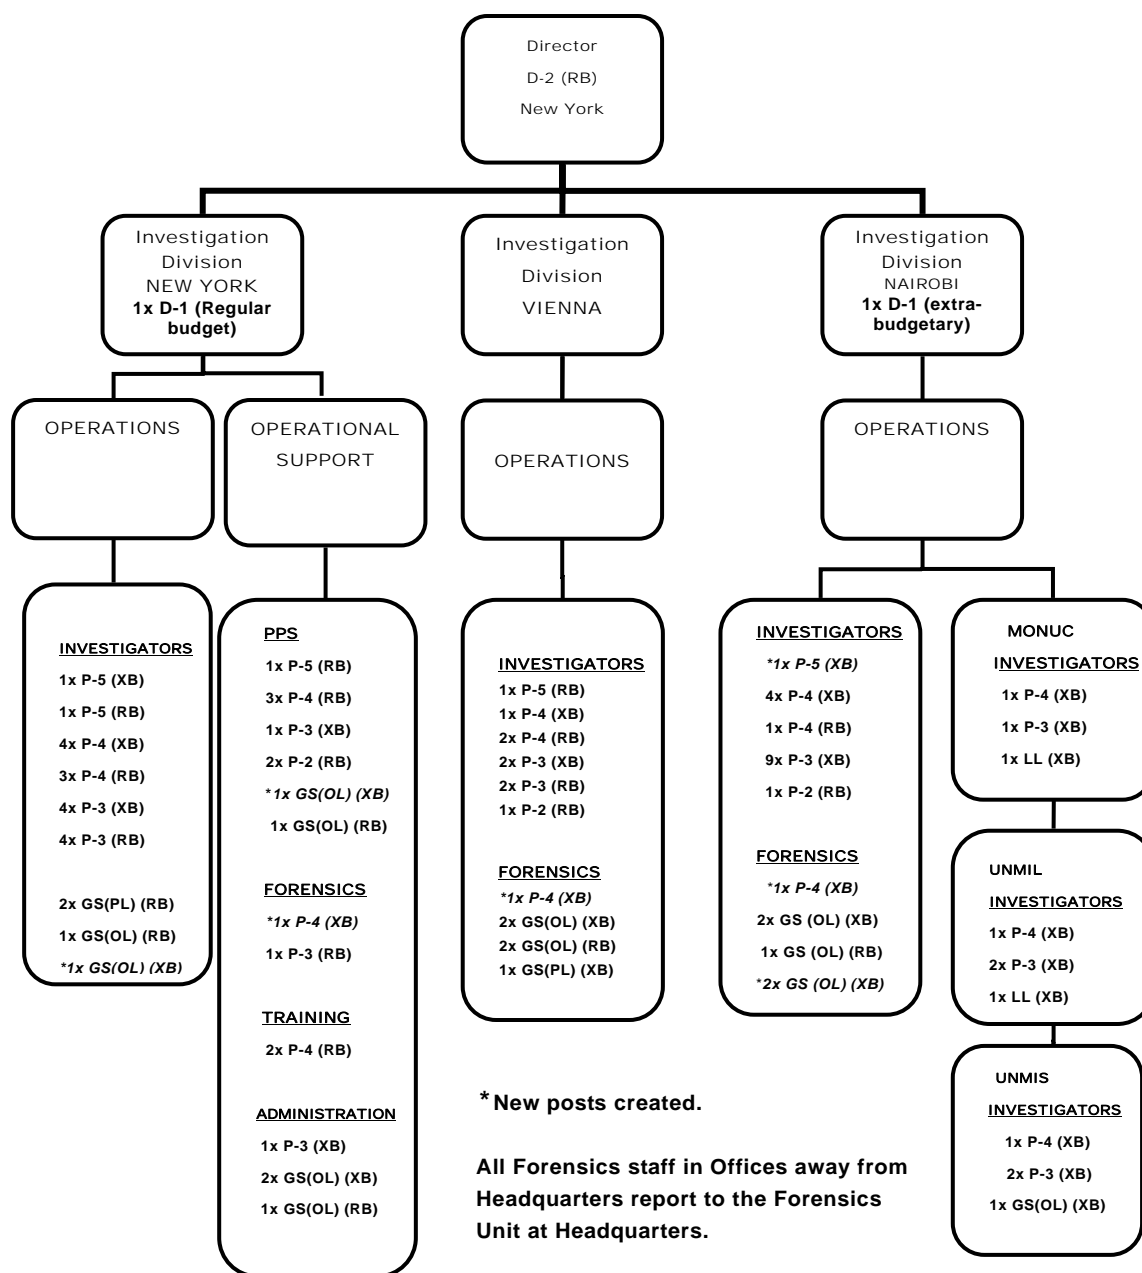 Director
D-2 (RB)
New York
Investigation
Division
NEW YORK
1x D-1 (Regular
budget)
Investigation
Division
VIENNA
Investigation
Division
NAIROBI
1x D-1 (extra-
budgetary)
OPERATIONS
OPERATIONAL
SUPPORT
OPERATIONS
OPERATIONS
INVESTIGATORS
1x P-5 (XB)
1x P-5 (RB)
4x P-4 (XB)
3x P-4 (RB)
4x P-3 (XB)
4x P-3 (RB)
2x GS(PL) (RB)
1x GS(OL) (RB)
*1x GS(OL) (XB)
PPS
1x P-5 (RB)
3x P-4 (RB)
1x P-3 (XB)
2x P-2 (RB)
*1x GS(OL) (XB)
1x GS(OL) (RB)
FORENSICS
*1x P-4 (XB)
1x P-3 (RB)
TRAINING
2x P-4 (RB)
ADMINISTRATION
1x P-3 (XB)
2x GS(OL) (XB)
1x GS(OL) (RB)
INVESTIGATORS
1x P-5 (RB)
1x P-4 (XB)
2x P-4 (RB)
2x P-3 (XB)
2x P-3 (RB)
1x P-2 (RB)
FORENSICS
*1x P-4 (XB)
2x GS(OL) (XB)
2x GS(OL) (RB)
1x GS(PL) (XB)
INVESTIGATORS
*1x P-5 (XB)
4x P-4 (XB)
1x P-4 (RB)
9x P-3 (XB)
1x P-2 (RB)
FORENSICS
*1x P-4 (XB)
2x GS (OL) (XB)
1x GS (OL) (RB)
*2x GS (OL) (XB)
MONUC
INVESTIGATORS
1x P-4 (XB)
1x P-3 (XB)
1x LL (XB)
UNMIL
INVESTIGATORS
1x P-4 (XB)
2x P-3 (XB)
1x LL (XB)
UNMIS
INVESTIGATORS
1x P-4 (XB)
2x P-3 (XB)
1x GS(OL) (XB)
*New posts created.
All Forensics staff in Offices away from
Headquarters report to the Forensics
Unit at Headquarters.